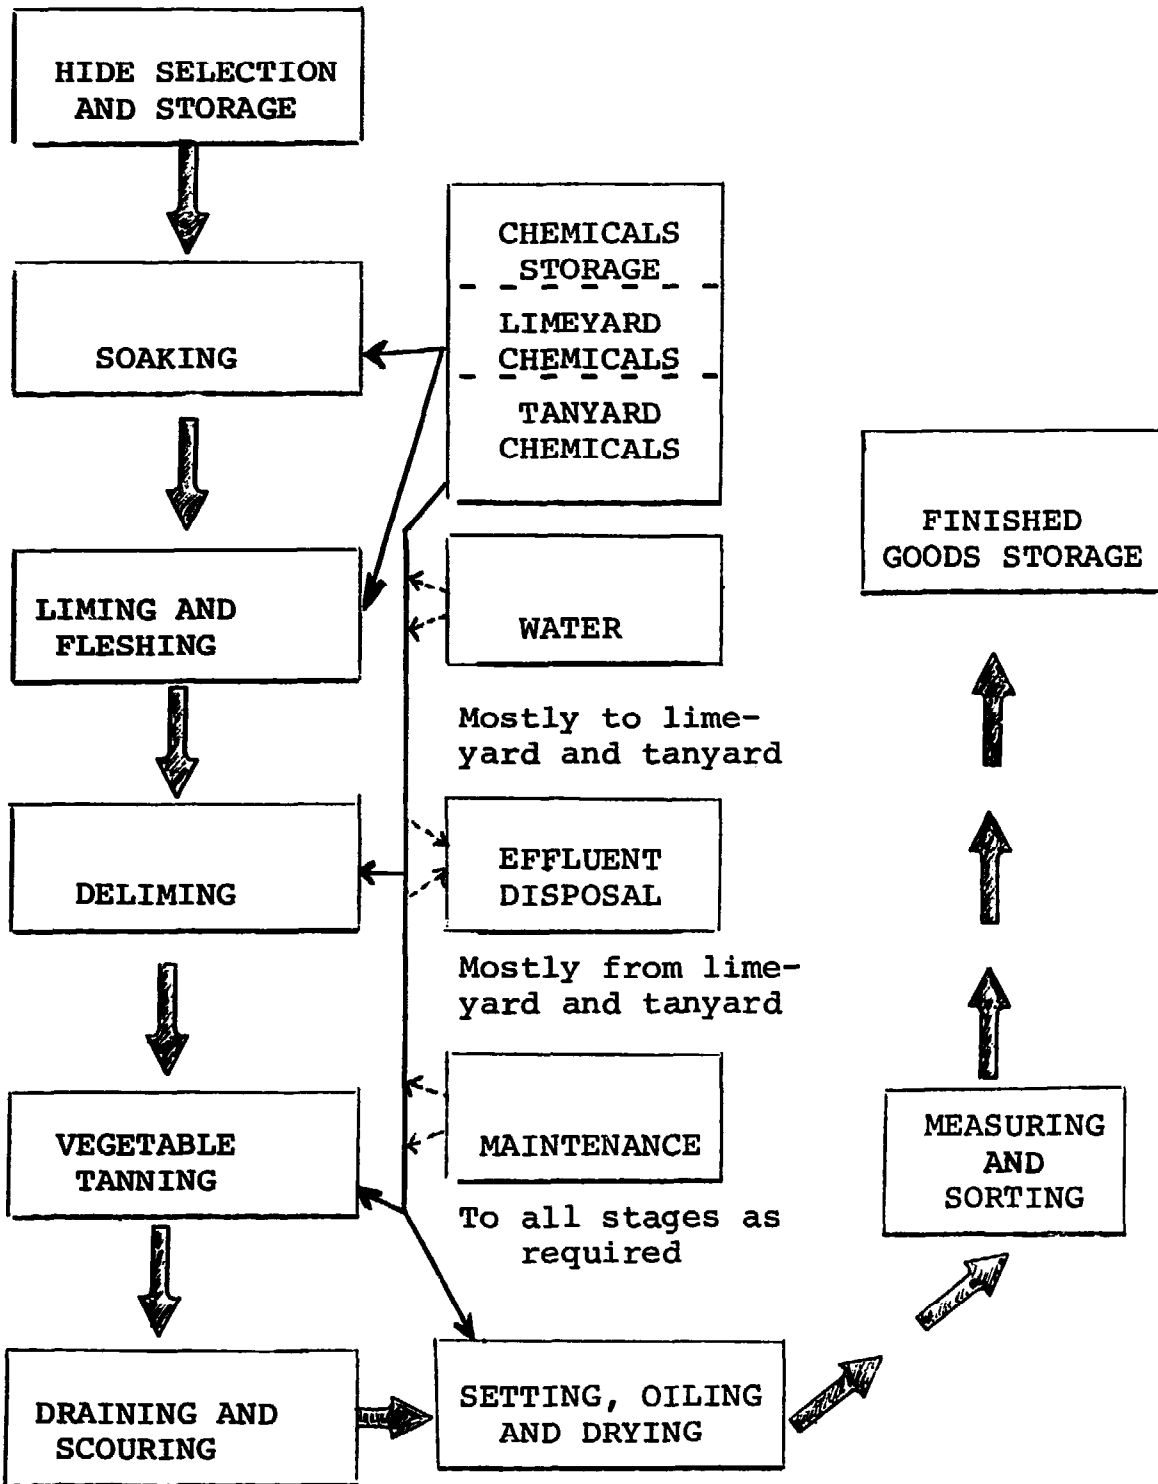 HIDE SELECTION
AND STORAGE
SOAKING
LIMING AND
FLESHING
DELIMING
VEGETABLE
TANNING
DRAINING AND
SCOURING
CHEMICALS
STORAGE
LIMEYARD
CHEMICALS
TANYARD
CHEMICALS
WATER
Mostly to lime-
yard and tanyard
EFFLUENT
DISPOSAL
Mostly from lime-
yard and tanyard
MAINTENANCE
To all stages as
required
SETTING, OILING
AND DRYING
MEASURING
AND
SORTING
FINISHED
GOODS STORAGE